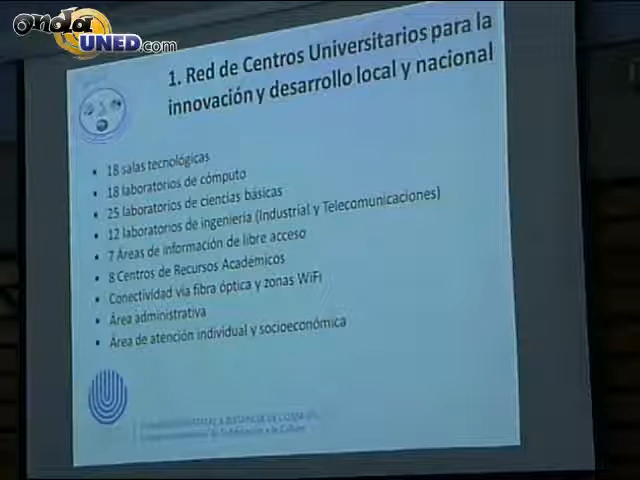 onda
UNED.com
1. Red de Centros Universitarios para la
innovación y desarrollo local y nacional
• 18 salas tecnológicas
• 18 laboratorios de cómputo
• 25 laboratorios de ciencias básicas
• 12 laboratorios de ingeniería (Industrial y Telecomunicaciones)
• 7 Áreas de información de libre acceso
• 8 Centros de Recursos Académicos
• Conectividad vía fibra óptica y zonas WiFi
• Área administrativa
• Área de atención individual y socioeconómica